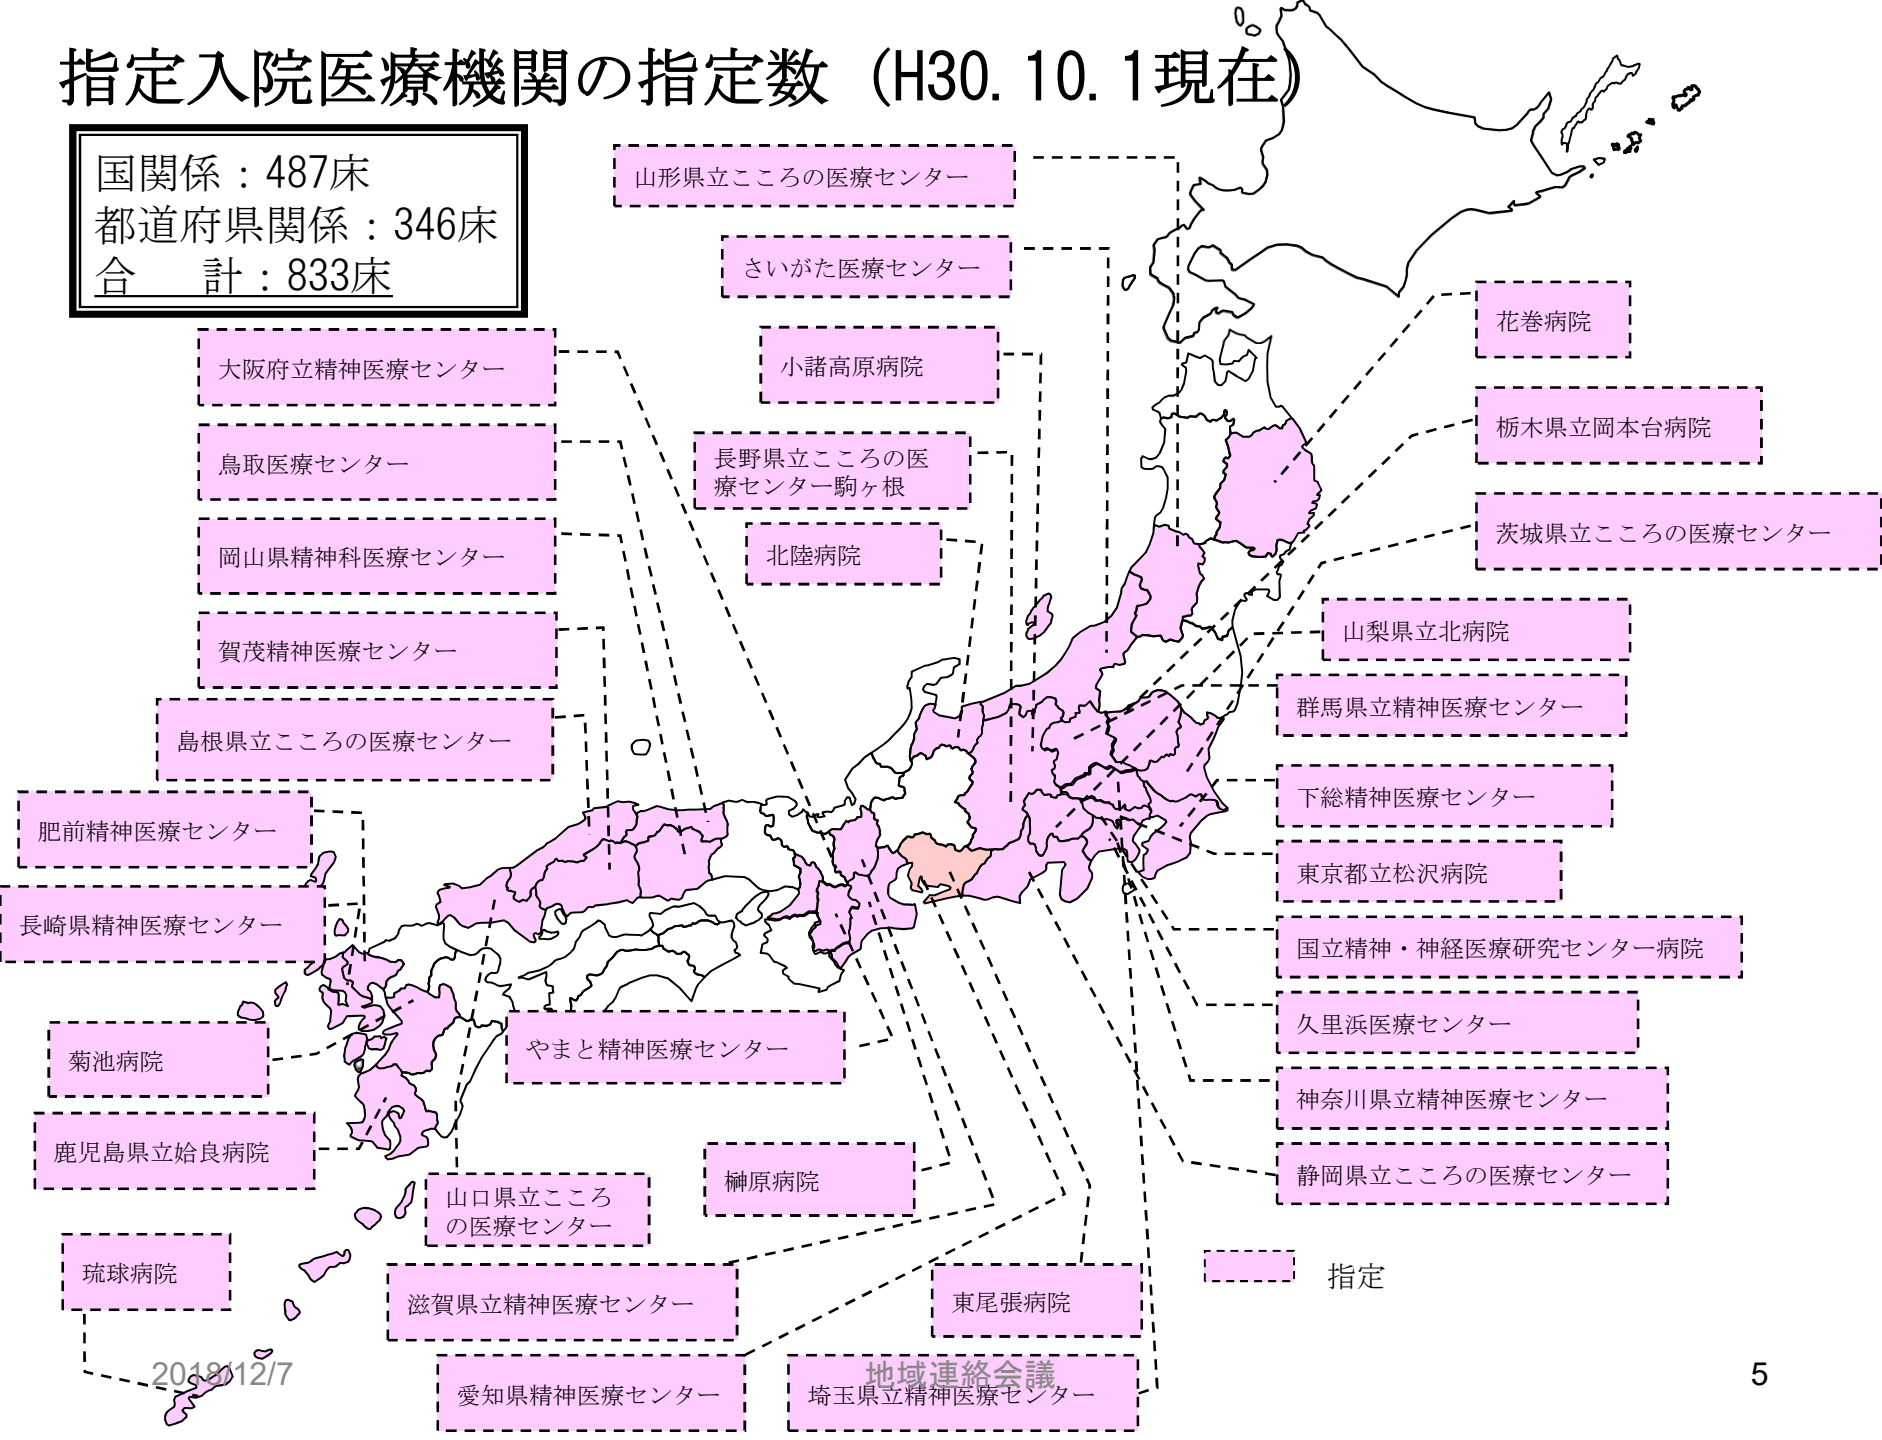 指定入院医療機関の指定数（H30.10.1現在）
国関係：487床
都道府県関係：346床
合　計：833床
山形県立こころの医療センター
さいがた医療センター
小諸高原病院
長野県立こころの医
療センター駒ヶ根
北陸病院
花巻病院
栃木県立岡本台病院
茨城県立こころの医療センター
山梨県立北病院
群馬県立精神医療センター
下総精神医療センター
東京都立松沢病院
国立精神・神経医療研究センター病院
久里浜医療センター
神奈川県立精神医療センター
静岡県立こころの医療センター
大阪府立精神医療センター
鳥取医療センター
岡山県精神科医療センター
賀茂精神医療センター
島根県立こころの医療センター
肥前精神医療センター
長崎県精神医療センター
菊池病院
鹿児島県立姶良病院
琉球病院
やまと精神医療センター
山口県立こころ
の医療センター
榊原病院
滋賀県立精神医療センター
東尾張病院
愛知県精神医療センター
埼玉県立精神医療センター
指定
2018/12/7
地域連絡会議
5